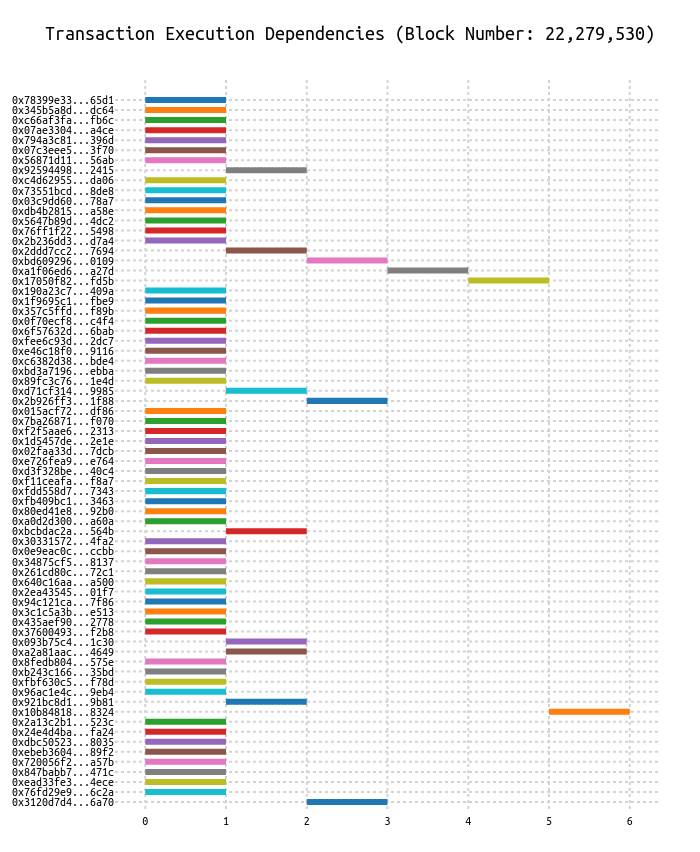 Transaction Execution Dependencies (Block Number: 22,279,530)
0x78399e33...65d1
0x345b5a8d...dc64
0xc66af3fa...fb6c
0x07ae3304...a4ce
0x794a3c81...396d
0x07c3eee5...3f70
0x56871d11...56ab
0x92594498...2415
0xc4d62955...da06
0x73551bcd...8de8
0x03c9dd60...78a7
0xdb4b2815...a58e
0x5647b89d...4dc2
0x76ff1f22...5498
0x2b236dd3...d7a4
0x2ddd7cc2...7694
0xbd609296...0109
0xa1f06ed6...a27d
0x17050f82...fd5b
0x190a23c7...409a
0x1f9695c1...fbe9
0x357c5ffd...f89b
0x0f70ecf8...c4f4
0x6f57632d...6bab
0xfee6c93d...2dc7
0xe46c18f0...9116
0xc6382d38...bde4
0xbd3a7196...ebba
0x89fc3c76...1e4d
0xd71cf314...9985
0x2b926ff3...1f88
0x015acf72...df86
0x7ba26871...f070
0xf2f5aae6...2313
0x1d5457de...2e1e
0x02faa33d...7dcb
0xe726fea9...e764
0xd3f328be...40c4
0xf11ceafa...f8a7
0xfdd558d7...7343
0xfb409bc1...3463
0x80ed41e8...92b0
0xa0d2d300...a60a
0xbcbdac2a...564b
0x30331572...4fa2
0x0e9eac0c...ccbb
0x34875cf5...8137
0x261cd80c...72c1
0x640c16aa...a500
0x2ea43545...01f7
0x94c121ca...7f86
0x3c1c5a3b...e513
0x435aef90...2778
0x37600493...f2b8
0x093b75c4...1c30
0xa2a81aac...4649
0x8fedb804...575e
0xb243c166...35bd
0xfbf630c5...f78d
0x96ac1e4c...9eb4
0x921bc8d1...9b81
0x10b84818...8324
0x2a13c2b1...523c
0x24e4d4ba...fa24
0xdbc50523...8035
0xebeb3604...89f2
0x720056f2...a57b
0x847babb7...471c
0xead33fe3...4ece
0x76fd29e9...6c2a
0x3120d7d4...6a70
0 1 2 3 4 5 6